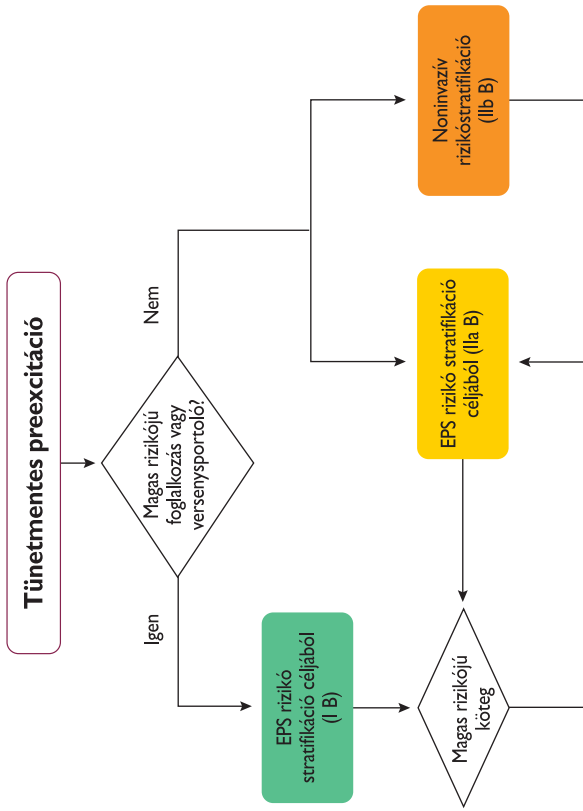 Tünetmentes preexcitáció
Magas rizikójú
foglalkozás vagy
versenysportoló?
Igen
Nem
EPS rizikó
stratifikáció céljából
(I B)
EPS rizikó stratifikáció
céljából (IIa B)
Noninvazív
rizikóstratifikáció
(IIb B)
Magas rizikójú
köteg